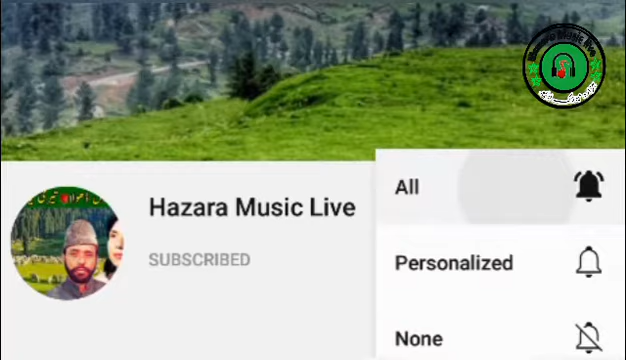 Hazara Music Live
SUBSCRIBED
All
Personalized
None